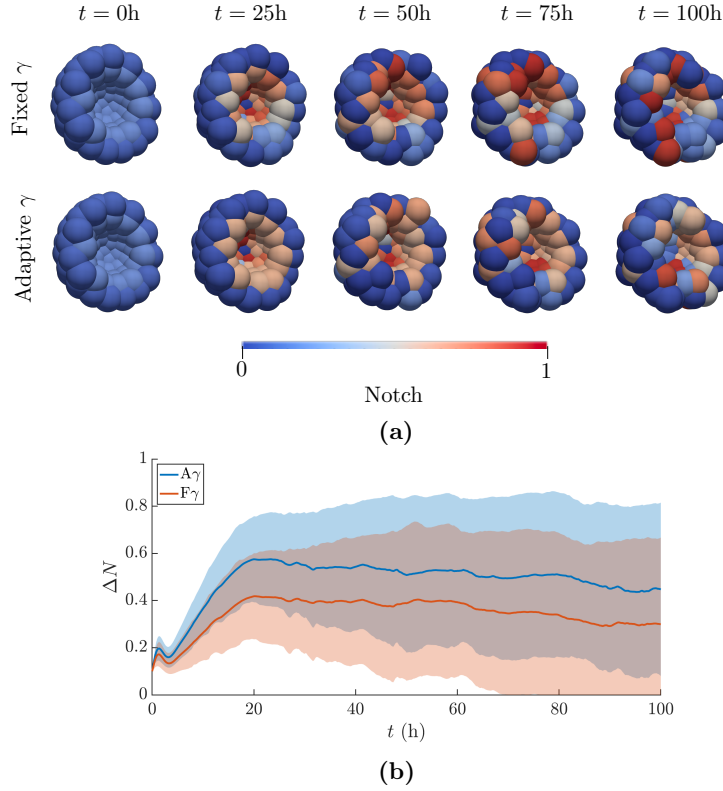 t = 0h t = 25h t = 50h t = 75h t = 100h
Fixed γ
Adaptive γ
0 1
Notch
(a)
1
0.8
0.6
0.4
0.2
0
ΔN
Aγ
Fγ
0 20 40 60 80 100
t (h)
(b)